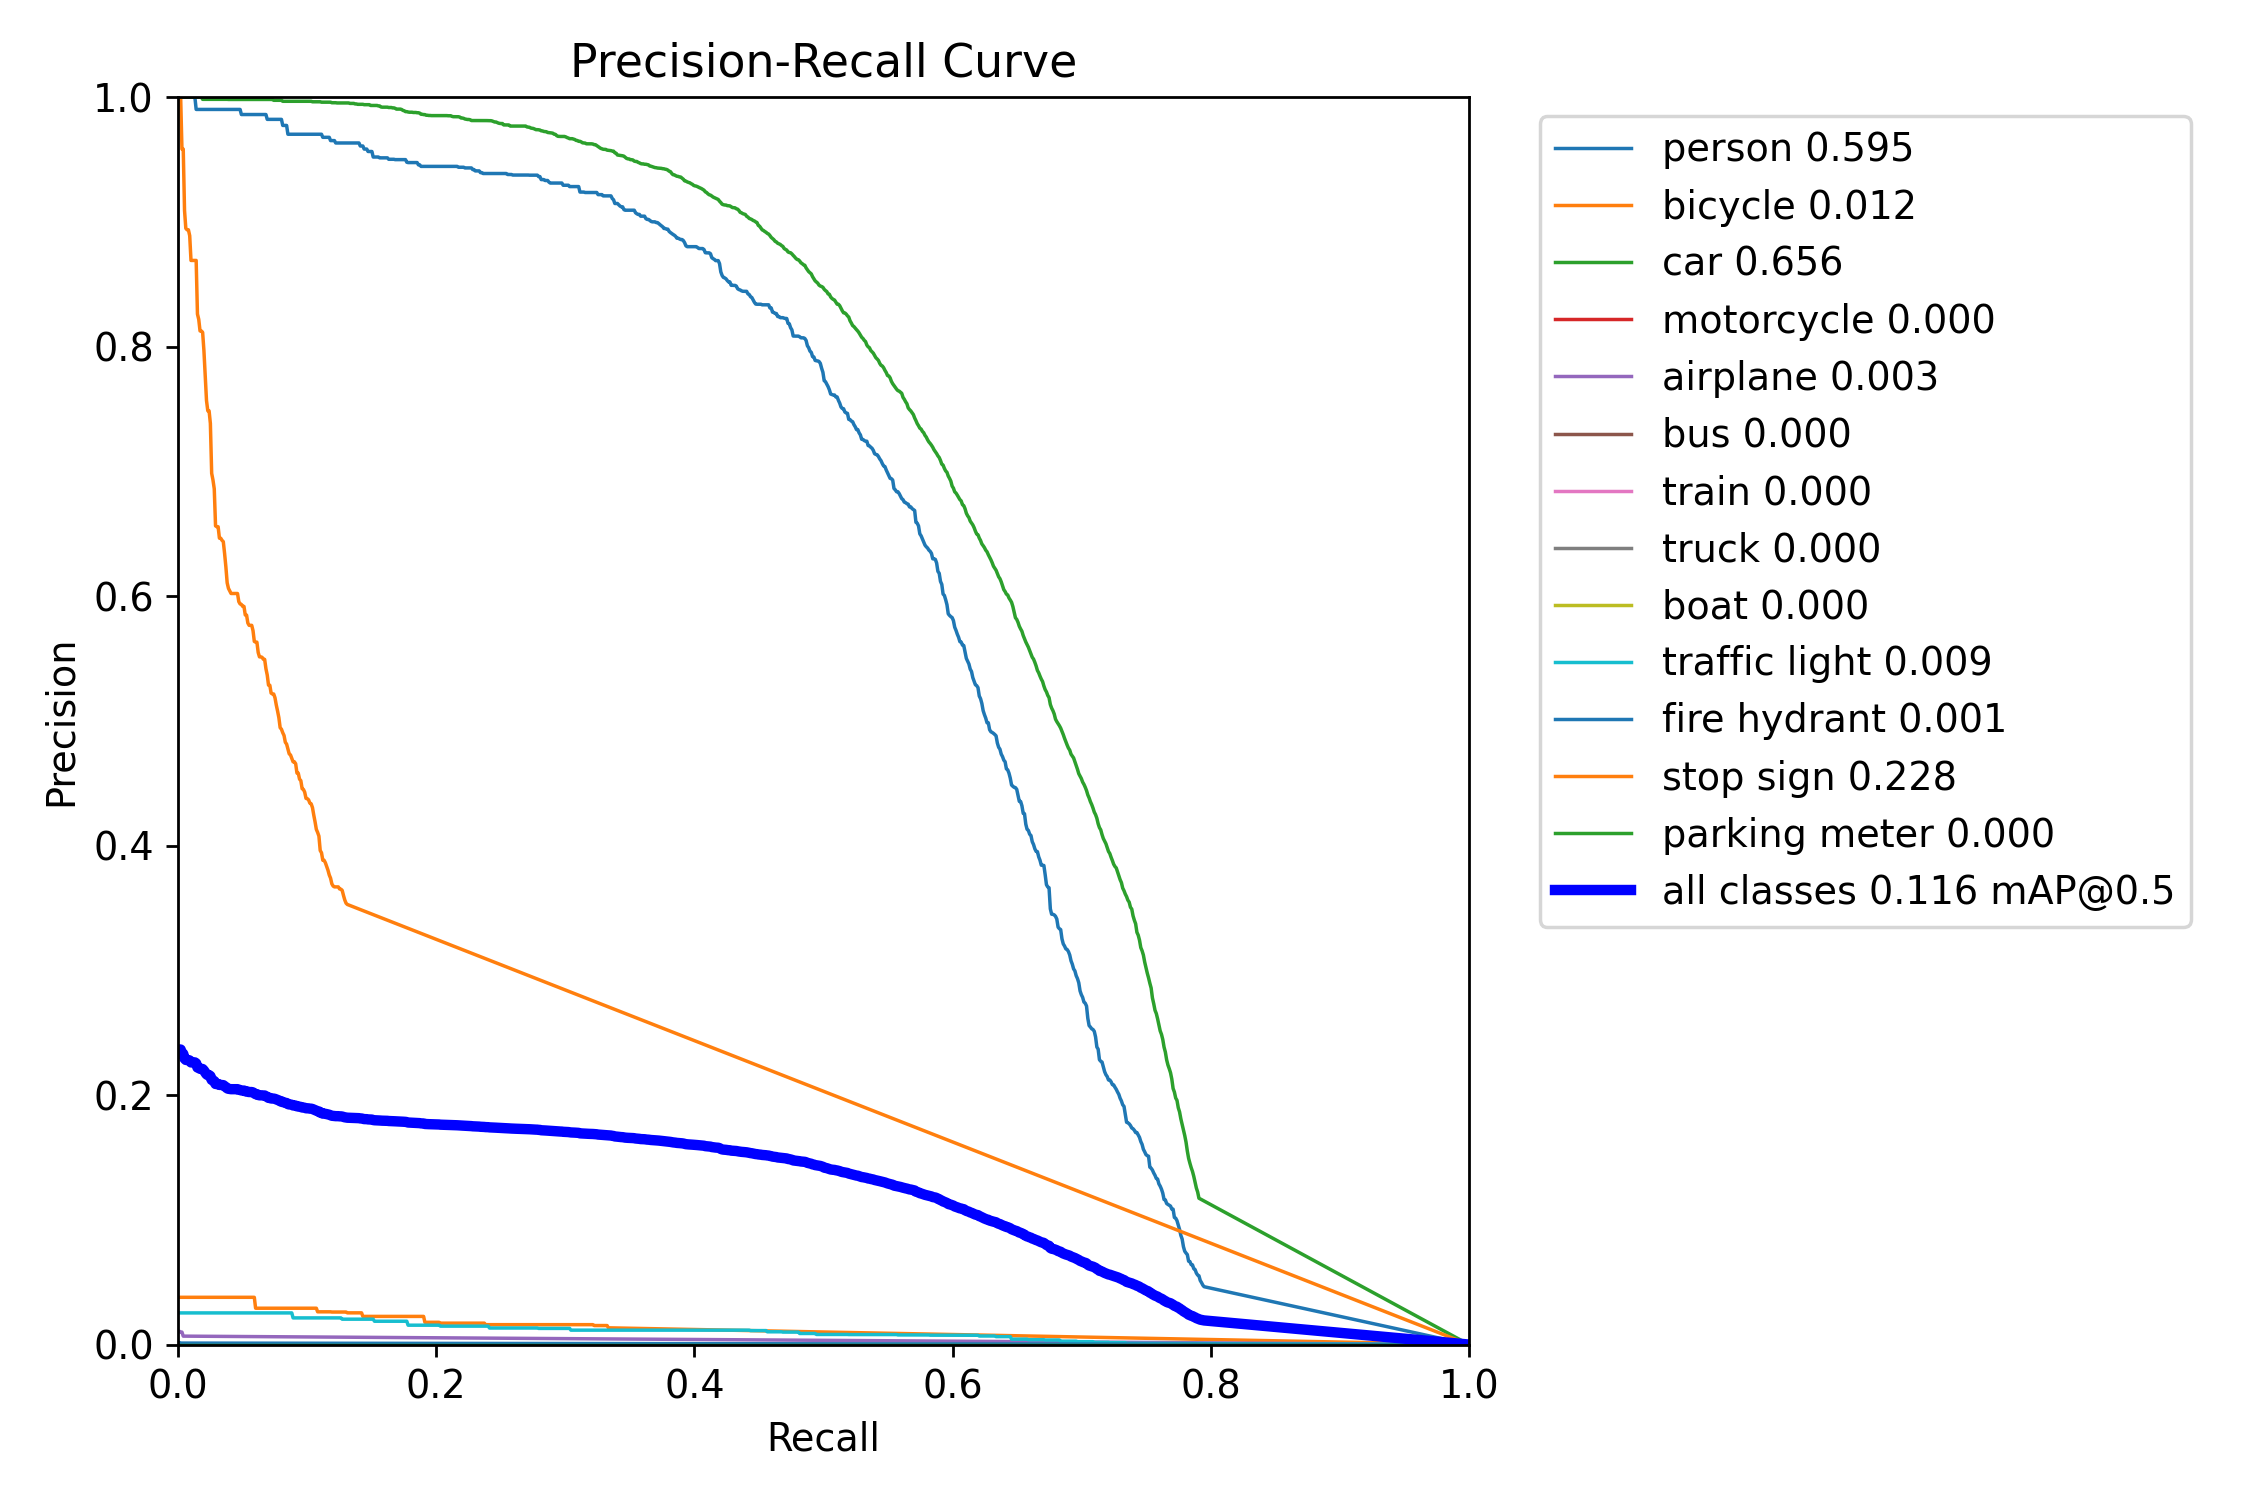 Precision-Recall Curve
1.0
0.8
0.6
0.4
0.2
0.0
Precision
0.0 0.2 0.4 0.6 0.8 1.0
Recall
person 0.595
bicycle 0.012
car 0.656
motorcycle 0.000
airplane 0.003
bus 0.000
train 0.000
truck 0.000
boat 0.000
traffic light 0.009
fire hydrant 0.001
stop sign 0.228
parking meter 0.000
all classes 0.116 mAP@0.5